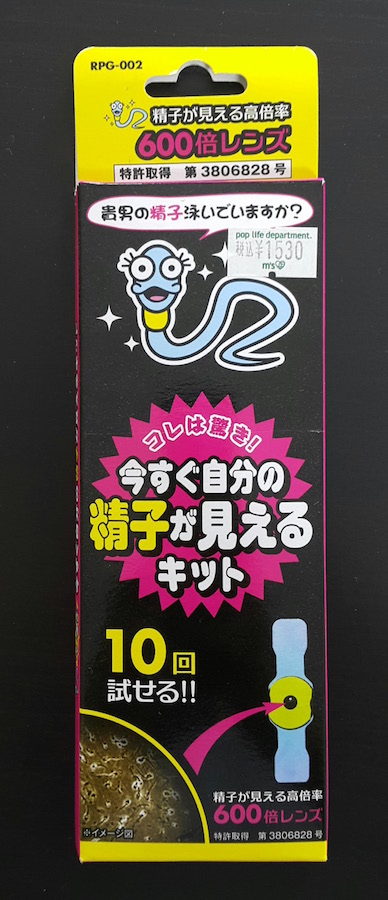 RPG-002
精子が見える高倍率
600倍レンズ
特許取得 第3806828号
貴男の精子泳いでいますか?
pop life department.
税込¥1530
m's
コレは驚き!
今すぐ自分の
精子が見える
キット
10回
試せる!!
精子が見える高倍率
600倍レンズ
※イメージ図
特許取得 第3806828号